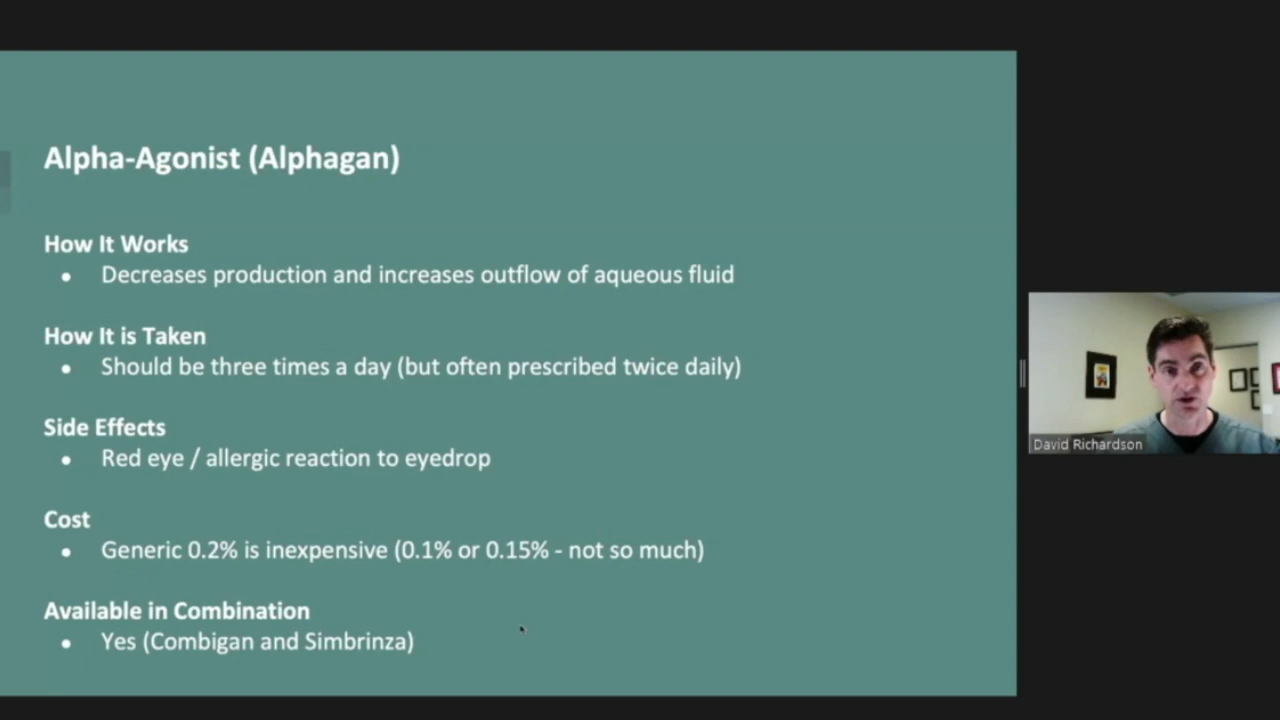 Alpha-Agonist (Alphagan)
How It Works
• Decreases production and increases outflow of aqueous fluid
How It is Taken
• Should be three times a day (but often prescribed twice daily)
Side Effects
• Red eye / allergic reaction to eyedrop
Cost
• Generic 0.2% is inexpensive (0.1% or 0.15% - not so much)
Available in Combination
• Yes (Combigan and Simbrinza)
David Richardson